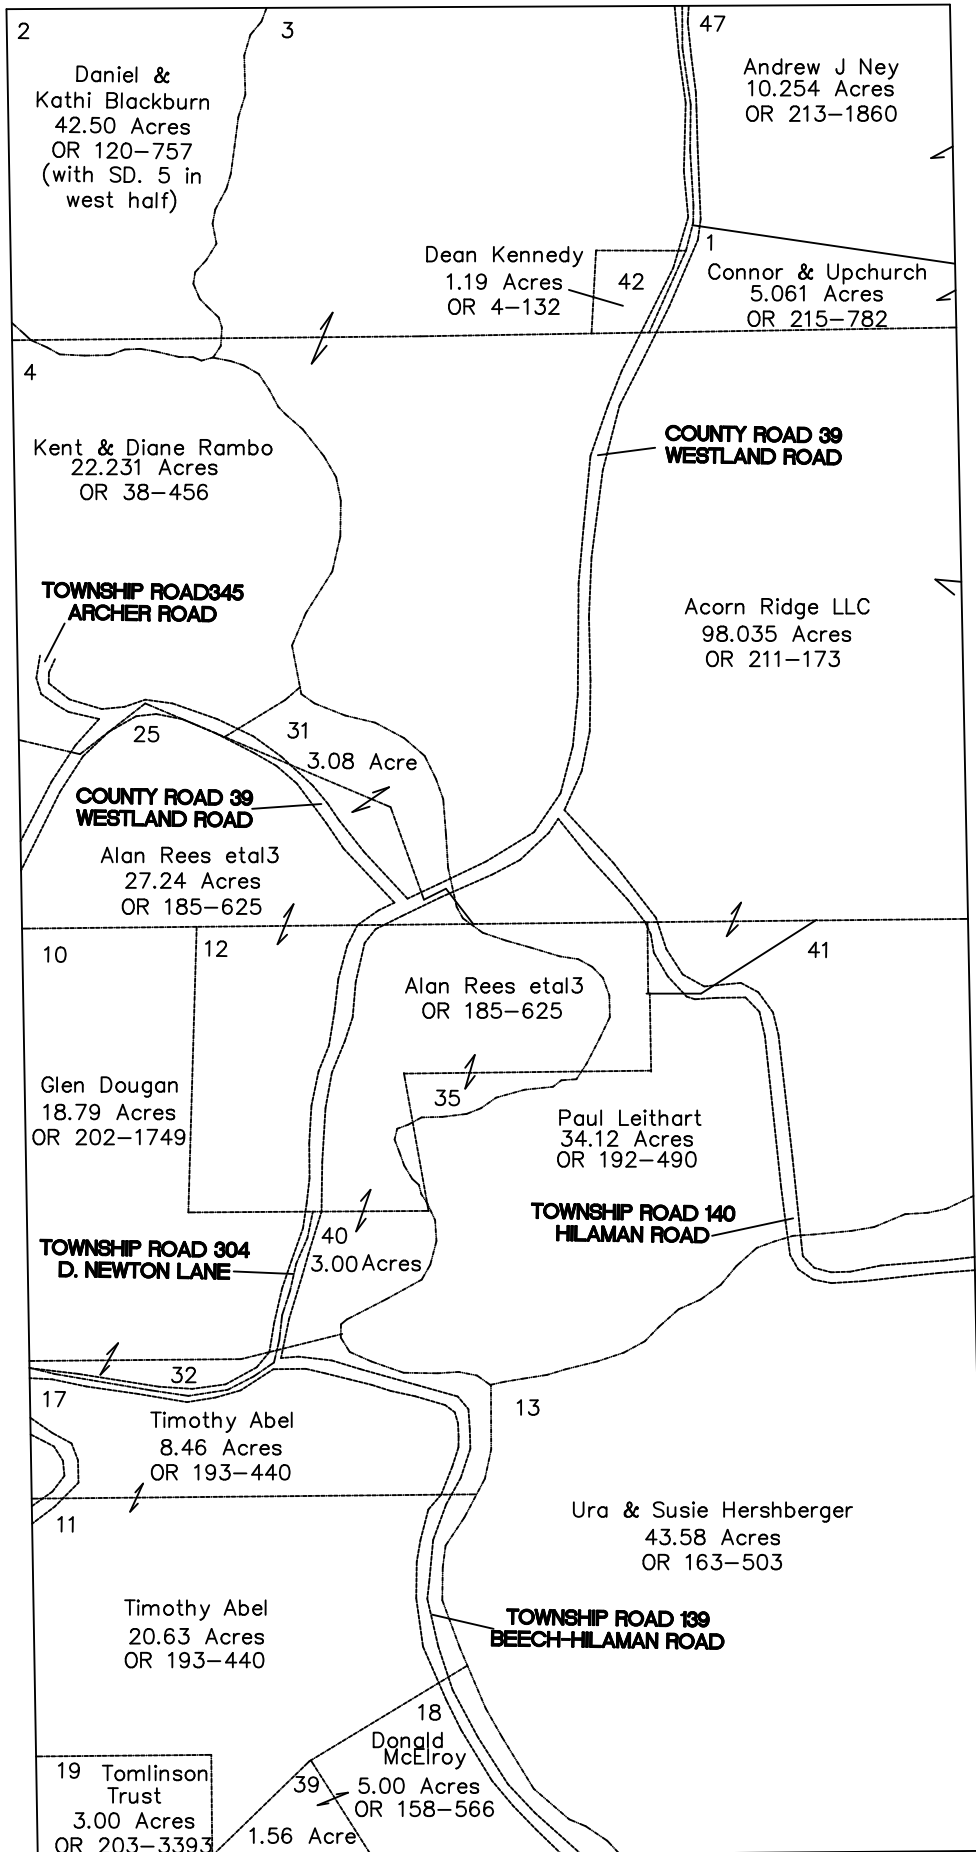 2
3
47
Daniel &
Kathi Blackburn
42.50 Acres
OR 120-757
(with SD. 5 in
west half)
Andrew J Ney
10.254 Acres
OR 213-1860
1
Dean Kennedy
1.19 Acres
OR 4-132
42
Connor & Upchurch
5.061 Acres
OR 215-782
4
Kent & Diane Rambo
22.231 Acres
OR 38-456
COUNTY ROAD 39
WESTLAND ROAD
TOWNSHIP ROAD345
ARCHER ROAD
Acorn Ridge LLC
98.035 Acres
OR 211-173
25
31
3.08 Acre
COUNTY ROAD 39
WESTLAND ROAD
Alan Rees etal3
27.24 Acres
OR 185-625
10
12
41
Alan Rees etal3
OR 185-625
Glen Dougan
18.79 Acres
OR 202-1749
35
Paul Leithart
34.12 Acres
OR 192-490
TOWNSHIP ROAD 140
HILAMAN ROAD
40
3.00 Acres
TOWNSHIP ROAD 304
D. NEWTON LANE
32
17
13
Timothy Abel
8.46 Acres
OR 193-440
11
Ura & Susie Hershberger
43.58 Acres
OR 163-503
Timothy Abel
20.63 Acres
OR 193-440
TOWNSHIP ROAD 139
BEECH-HILAMAN ROAD
18
Donald
McElroy
5.00 Acres
OR 158-566
19 Tomlinson
Trust
3.00 Acres
OR 203-3393
39
1.56 Acre